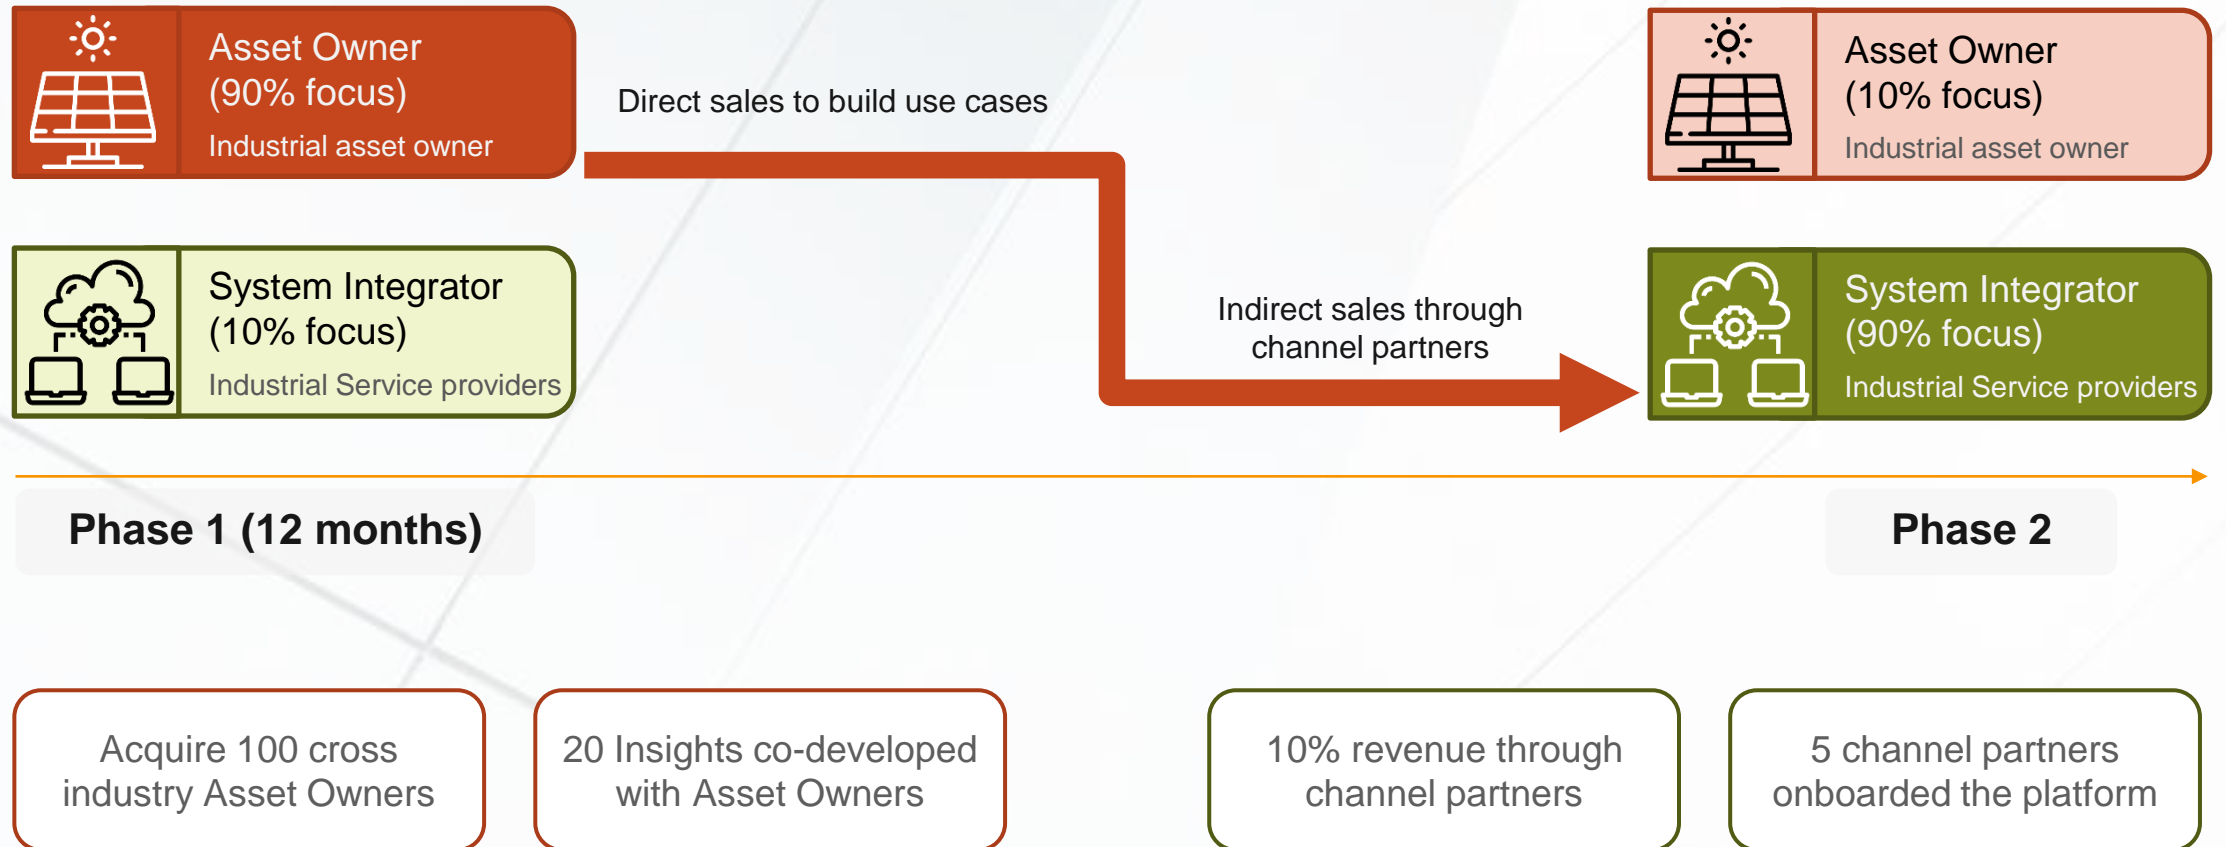 Asset Owner
(90% focus)
Industrial asset owner
Direct sales to build use cases
Asset Owner
(10% focus)
Industrial asset owner
System Integrator
(10% focus)
Industrial Service providers
Indirect sales through
channel partners
System Integrator
(90% focus)
Industrial Service providers
Phase 1 (12 months)
Phase 2
Acquire 100 cross
industry Asset Owners
20 Insights co-developed
with Asset Owners
10% revenue through
channel partners
5 channel partners
onboarded the platform